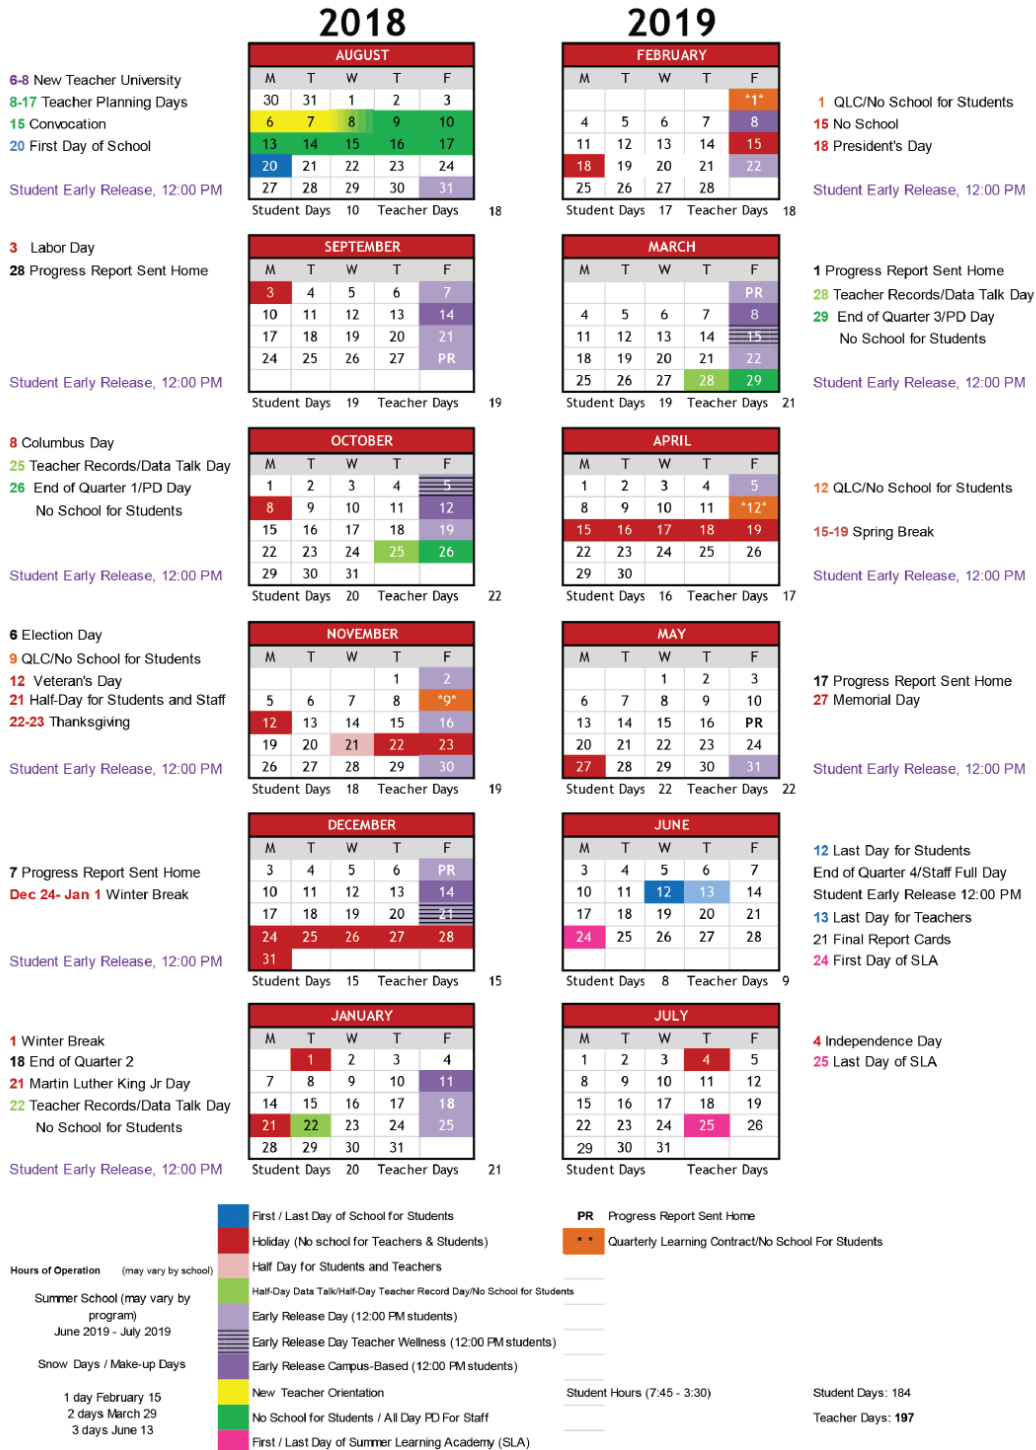 2018
2019
AUGUST
M T W T F
30 31 1 2 3
6 7 8 9 10
13 14 15 16 17
20 21 22 23 24
27 28 29 30 31
Student Days 10 Teacher Days 18
6-8 New Teacher University
8-17 Teacher Planning Days
15 Convocation
20 First Day of School
Student Early Release, 12:00 PM
FEBRUARY
M T W T F
*1*
4 5 6 7 8
11 12 13 14 15
18 19 20 21 22
25 26 27 28
Student Days 17 Teacher Days 18
1 QLC/No School for Students
15 No School
18 President's Day
Student Early Release, 12:00 PM
3 Labor Day
28 Progress Report Sent Home
Student Early Release, 12:00 PM
SEPTEMBER
M T W T F
3 4 5 6 7
10 11 12 13 14
17 18 19 20 21
24 25 26 27 PR
Student Days 19 Teacher Days 19
MARCH
M T W T F
PR
4 5 6 7 8
11 12 13 14 15
18 19 20 21 22
25 26 27 28 29
Student Days 19 Teacher Days 21
1 Progress Report Sent Home
28 Teacher Records/Data Talk Day
29 End of Quarter 3/PD Day
No School for Students
Student Early Release, 12:00 PM
8 Columbus Day
25 Teacher Records/Data Talk Day
26 End of Quarter 1/PD Day
No School for Students
Student Early Release, 12:00 PM
OCTOBER
M T W T F
1 2 3 4 5
8 9 10 11 12
15 16 17 18 19
22 23 24 25 26
29 30 31
Student Days 20 Teacher Days 22
APRIL
M T W T F
1 2 3 4 5
8 9 10 11 *12*
15 16 17 18 19
22 23 24 25 26
29 30
Student Days 16 Teacher Days 17
12 QLC/No School for Students
15-19 Spring Break
Student Early Release, 12:00 PM
6 Election Day
9 QLC/No School for Students
12 Veteran's Day
21 Half-Day for Students and Staff
22-23 Thanksgiving
Student Early Release, 12:00 PM
NOVEMBER
M T W T F
1 2
5 6 7 8 *9*
12 13 14 15 16
19 20 21 22 23
26 27 28 29 30
Student Days 18 Teacher Days 19
MAY
M T W T F
1 2 3
6 7 8 9 10
13 14 15 16 PR
20 21 22 23 24
27 28 29 30 31
Student Days 22 Teacher Days 22
17 Progress Report Sent Home
27 Memorial Day
Student Early Release, 12:00 PM
7 Progress Report Sent Home
Dec 24- Jan 1 Winter Break
Student Early Release, 12:00 PM
DECEMBER
M T W T F
3 4 5 6 PR
10 11 12 13 14
17 18 19 20 21
24 25 26 27 28
31
Student Days 15 Teacher Days 15
JUNE
M T W T F
3 4 5 6 7
10 11 12 13 14
17 18 19 20 21
24 25 26 27 28
Student Days 8 Teacher Days 9
12 Last Day for Students
End of Quarter 4/Staff Full Day
Student Early Release 12:00 PM
13 Last Day for Teachers
21 Final Report Cards
24 First Day of SLA
1 Winter Break
18 End of Quarter 2
21 Martin Luther King Jr Day
22 Teacher Records/Data Talk Day
No School for Students
Student Early Release, 12:00 PM
JANUARY
M T W T F
1 2 3 4
7 8 9 10 11
14 15 16 17 18
21 22 23 24 25
28 29 30 31
Student Days 20 Teacher Days 21
JULY
M T W T F
1 2 3 4 5
8 9 10 11 12
15 16 17 18 19
22 23 24 25 26
29 30 31
Student Days Teacher Days
4 Independence Day
25 Last Day of SLA
Hours of Operation (may vary by school)
Summer School (may vary by
program)
June 2019 - July 2019
Snow Days / Make-up Days
1 day February 15
2 days March 29
3 days June 13
First / Last Day of School for Students
Holiday (No school for Teachers & Students)
Half Day for Students and Teachers
Half-Day Data Talk/Half-Day Teacher Record Day/No School for Students
Early Release Day (12:00 PM students)
Early Release Day Teacher Wellness (12:00 PM students)
Early Release Campus-Based (12:00 PM students)
New Teacher Orientation
No School for Students / All Day PD For Staff
First / Last Day of Summer Learning Academy (SLA)
PR Progress Report Sent Home
* * Quarterly Learning Contract/No School For Students
Student Hours (7:45 - 3:30)
Student Days: 184
Teacher Days: 197